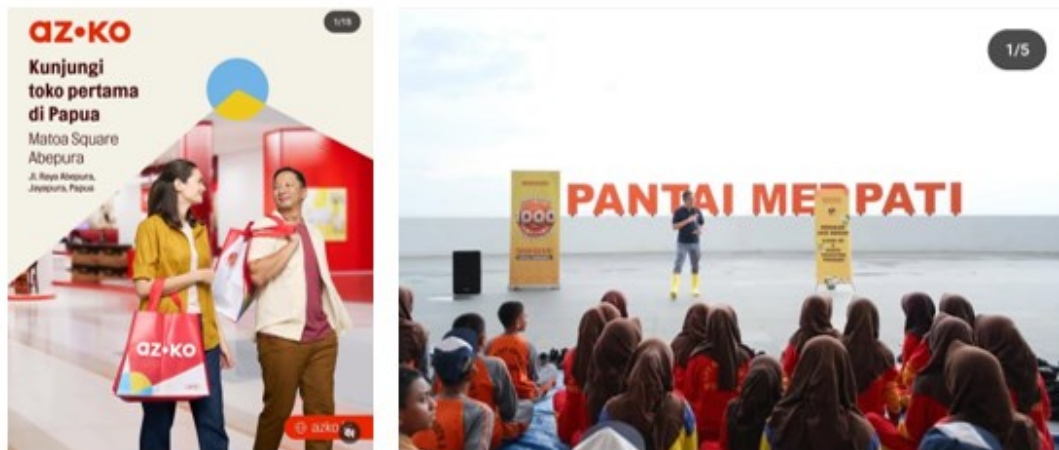 az•ko
1/15
Kunjungi
toko pertama
di Papua
Matoa Square
Abepura
Jl. Raya Abepura,
Jayapura, Papua
az•ko
azko
1/5
PANTAI MERPATI
1000